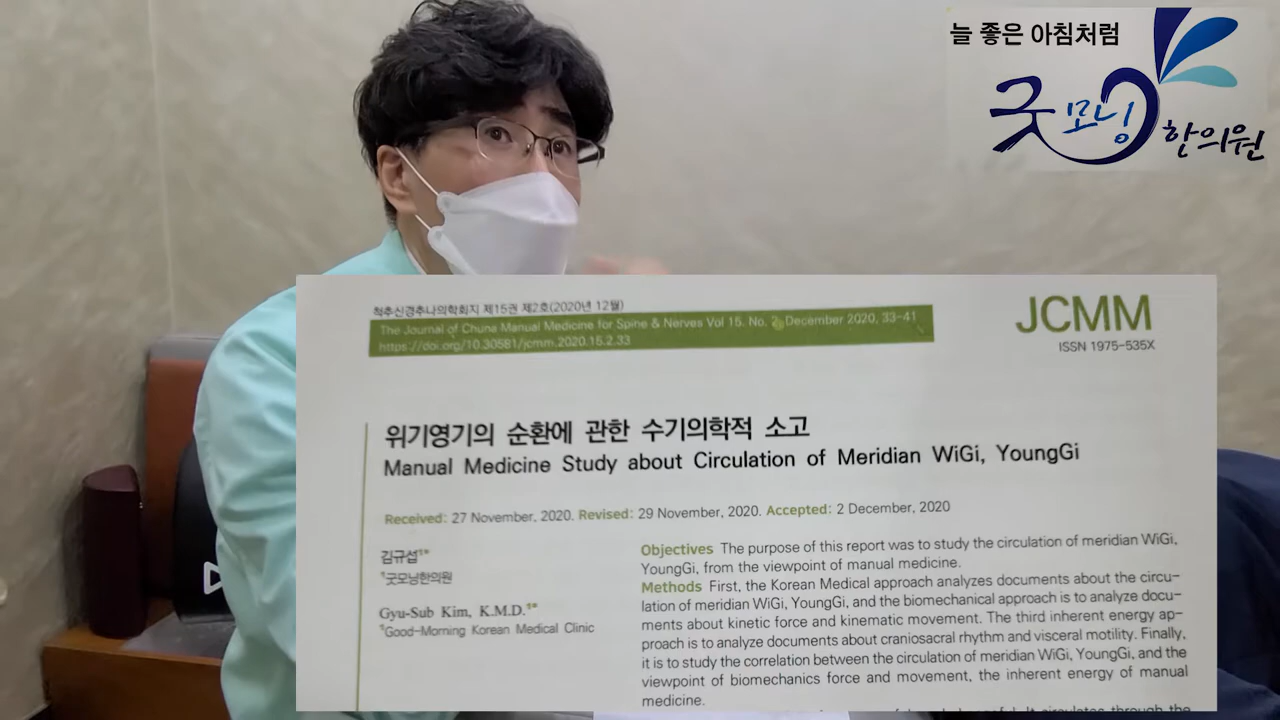 늘 좋은 아침처럼
굿모닝한의원
척추신경추나의학회지 제15권 제2호(2020년 12월)
The Journal of Chuna Manual Medicine for Spine & Nerves Vol 15. No. 2, December 2020, 33-41
https://doi.org/10.30581/jcmm.2020.15.2.33
JCMM
ISSN 1975-535X
위기영기의 순환에 관한 수기의학적 소고
Manual Medicine Study about Circulation of Meridian WiGi, YoungGi
Received: 27 November, 2020. Revised: 29 November, 2020. Accepted: 2 December, 2020
김규섭¶*
¶굿모닝한의원
Gyu-Sub Kim, K.M.D.¶*
¶Good-Morning Korean Medical Clinic
Objectives The purpose of this report was to study the circulation of meridian WiGi,
YoungGi, from the viewpoint of manual medicine.
Methods First, the Korean Medical approach analyzes documents about the circu-
lation of meridian WiGi, YoungGi, and the biomechanical approach is to analyze docu-
ments about kinetic force and kinematic movement. The third inherent energy ap-
proach is to analyze documents about craniosacral rhythm and visceral motility. Finally,
it is to study the correlation between the circulation of meridian WiGi, YoungGi, and the
viewpoint of biomechanics force and movement, the inherent energy of manual
medicine.